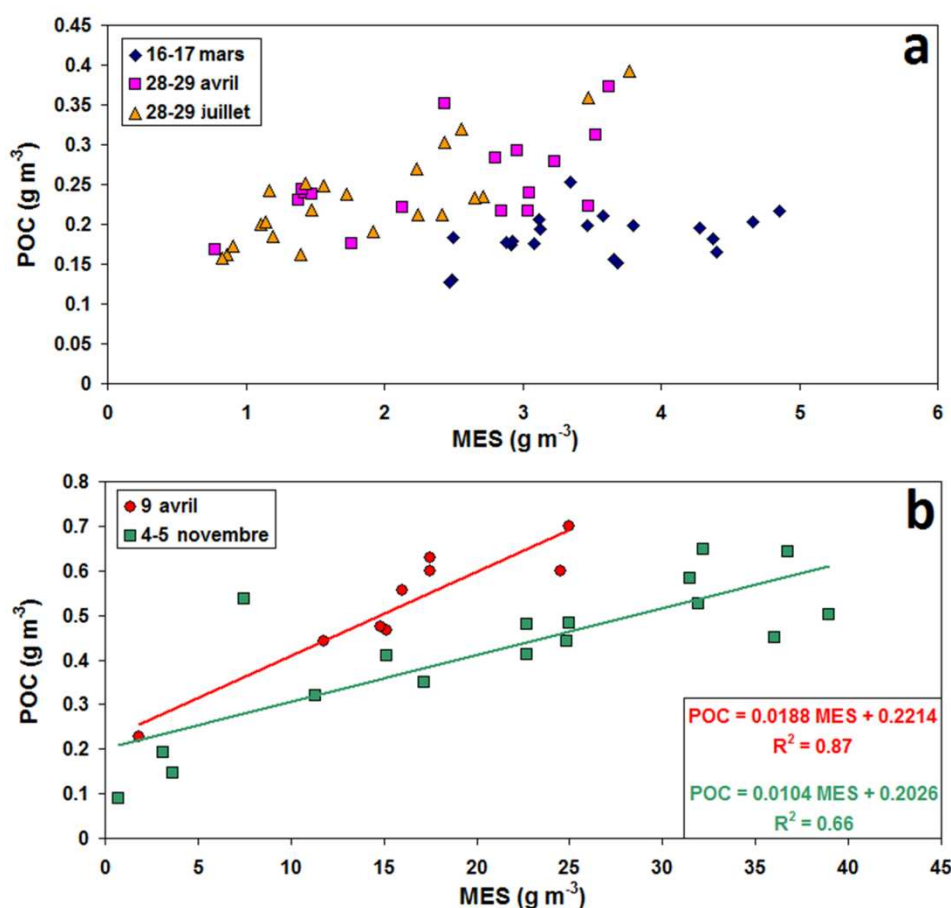 a
16-17 mars
28-29 avril
28-29 juillet
0.45
0.4
0.35
0.3
0.25
0.2
0.15
0.1
0.05
0
POC (g m⁻³)
0 1 2 3 4 5 6
MES (g m⁻³)
b
9 avril
4-5 novembre
0.8
0.7
0.6
0.5
0.4
0.3
0.2
0.1
0
POC (g m⁻³)
POC = 0.0188 MES + 0.2214
R² = 0.87
POC = 0.0104 MES + 0.2026
R² = 0.66
0 5 10 15 20 25 30 35 40 45
MES (g m⁻³)